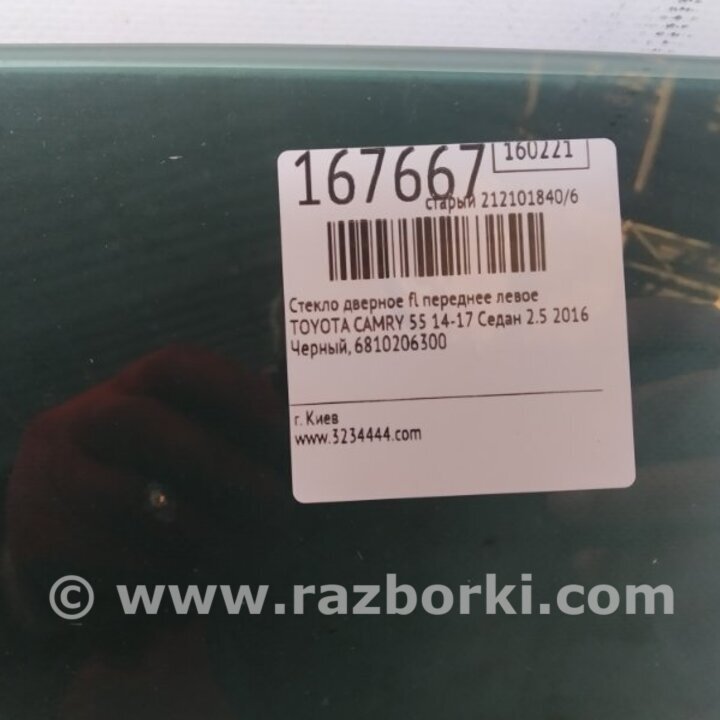 167667
160221
старый 212101840/6
Стекло дверное fl переднее левое
TOYOTA CAMRY 55 14-17 Седан 2.5 2016
Черный, 6810206300
г. Киев
www.3234444.com
© www.razborki.com